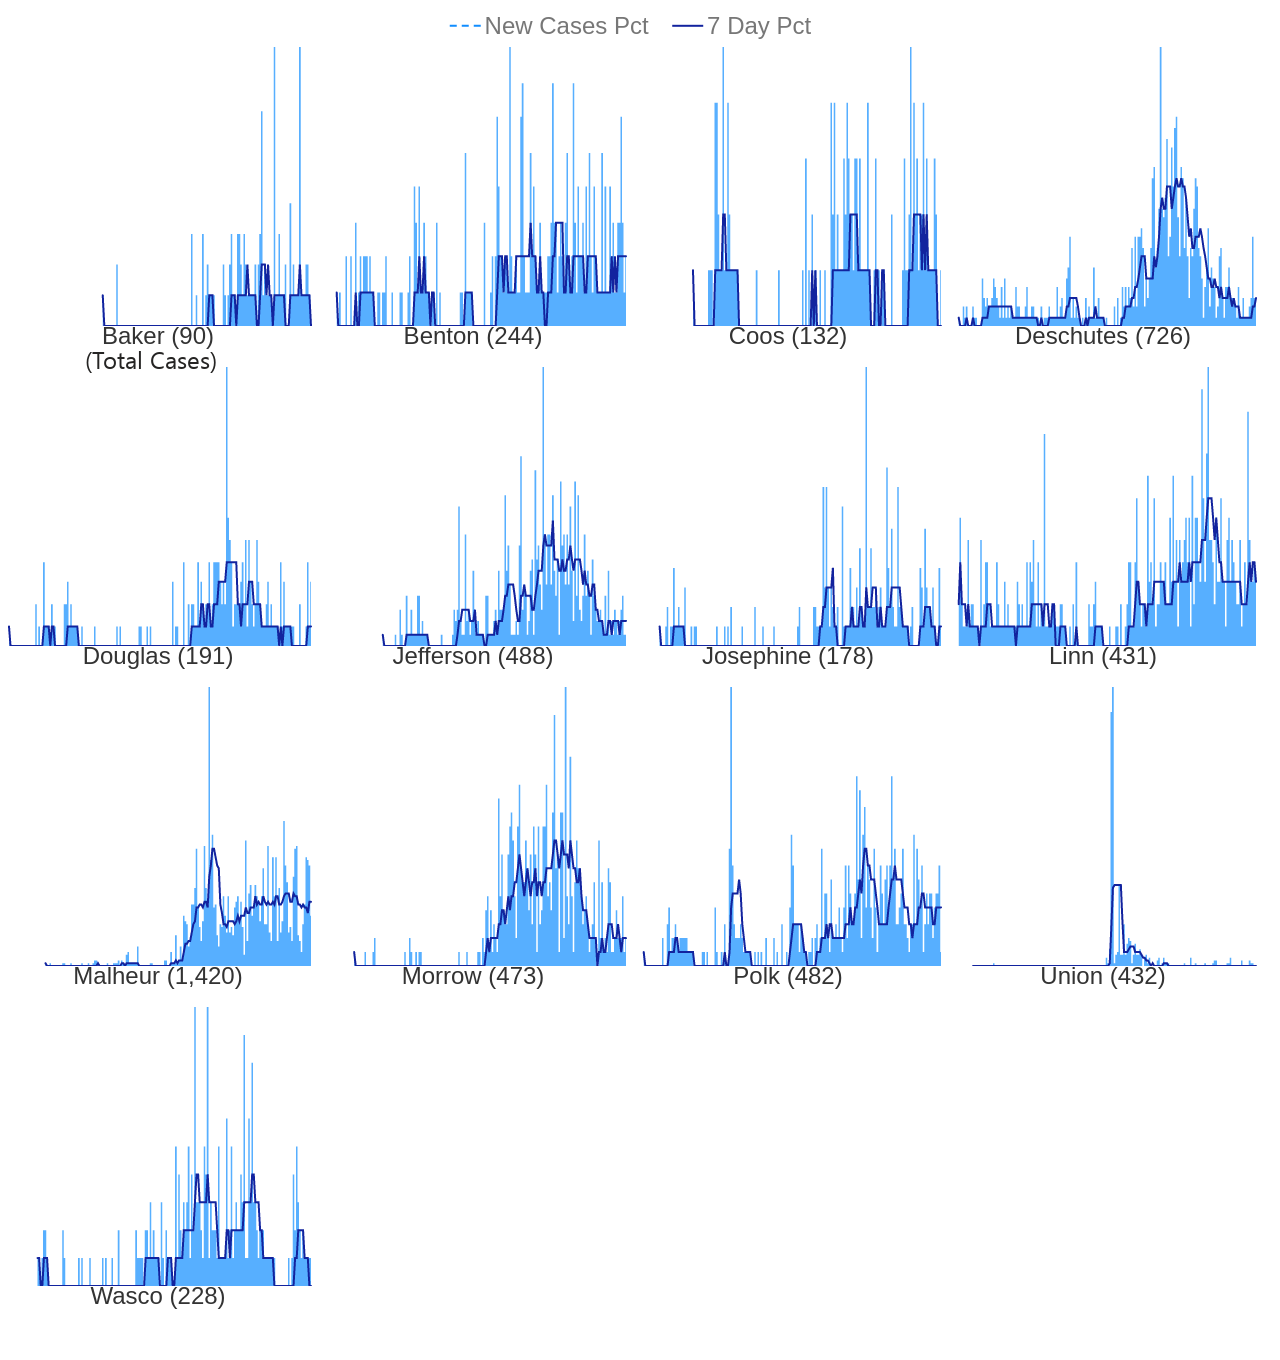 New Cases Pct 7 Day Pct
Baker (90) Benton (244) Coos (132) Deschutes (726)
(Total Cases)
Douglas (191) Jefferson (488) Josephine (178) Linn (431)
Malheur (1,420) Morrow (473) Polk (482) Union (432)
Wasco (228)